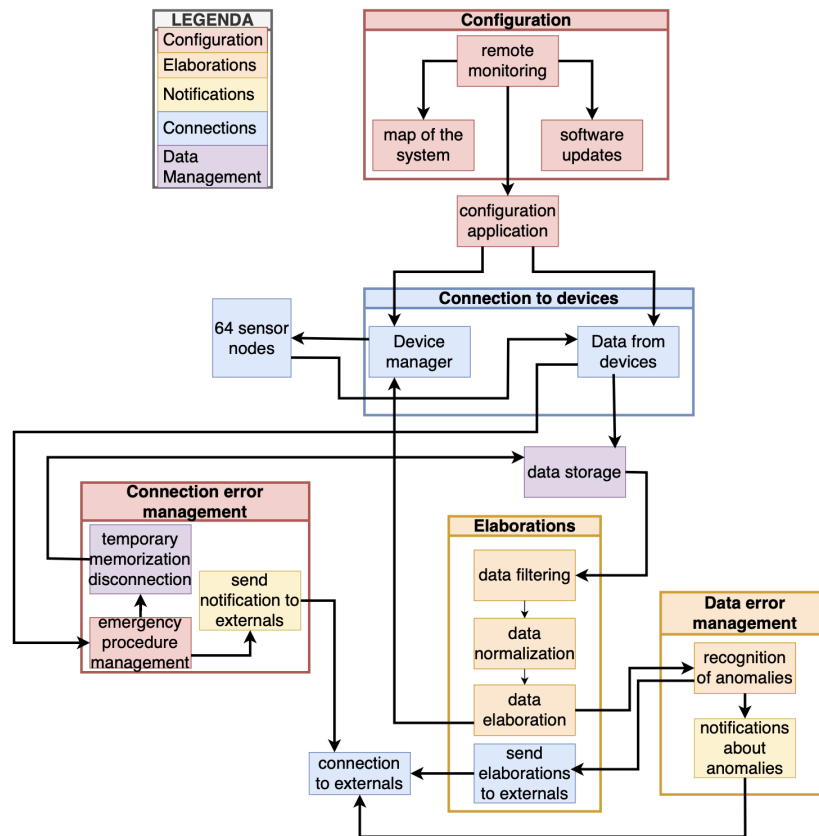 LEGENDA
Configuration
Elaborations
Notifications
Connections
Data
Management
Configuration
remote
monitoring
map of the
system
software
updates
configuration
application
Connection to devices
64 sensor
nodes
Device
manager
Data from
devices
data storage
Connection error
management
temporary
memorization
disconnection
send
notification to
externals
emergency
procedure
management
Elaborations
data filtering
data
normalization
data
elaboration
send
elaborations
to externals
Data error
management
recognition
of anomalies
notifications
about
anomalies
connection
to externals